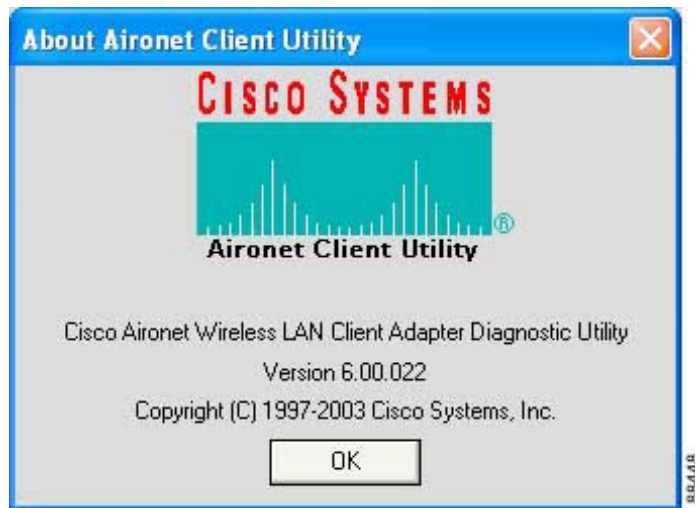 About Aironet Client Utility
CISCO SYSTEMS
®
Aironet Client Utility
Cisco Aironet Wireless LAN Client Adapter Diagnostic Utility
Version 6.00.022
Copyright (C) 1997-2003 Cisco Systems, Inc.
OK
88448